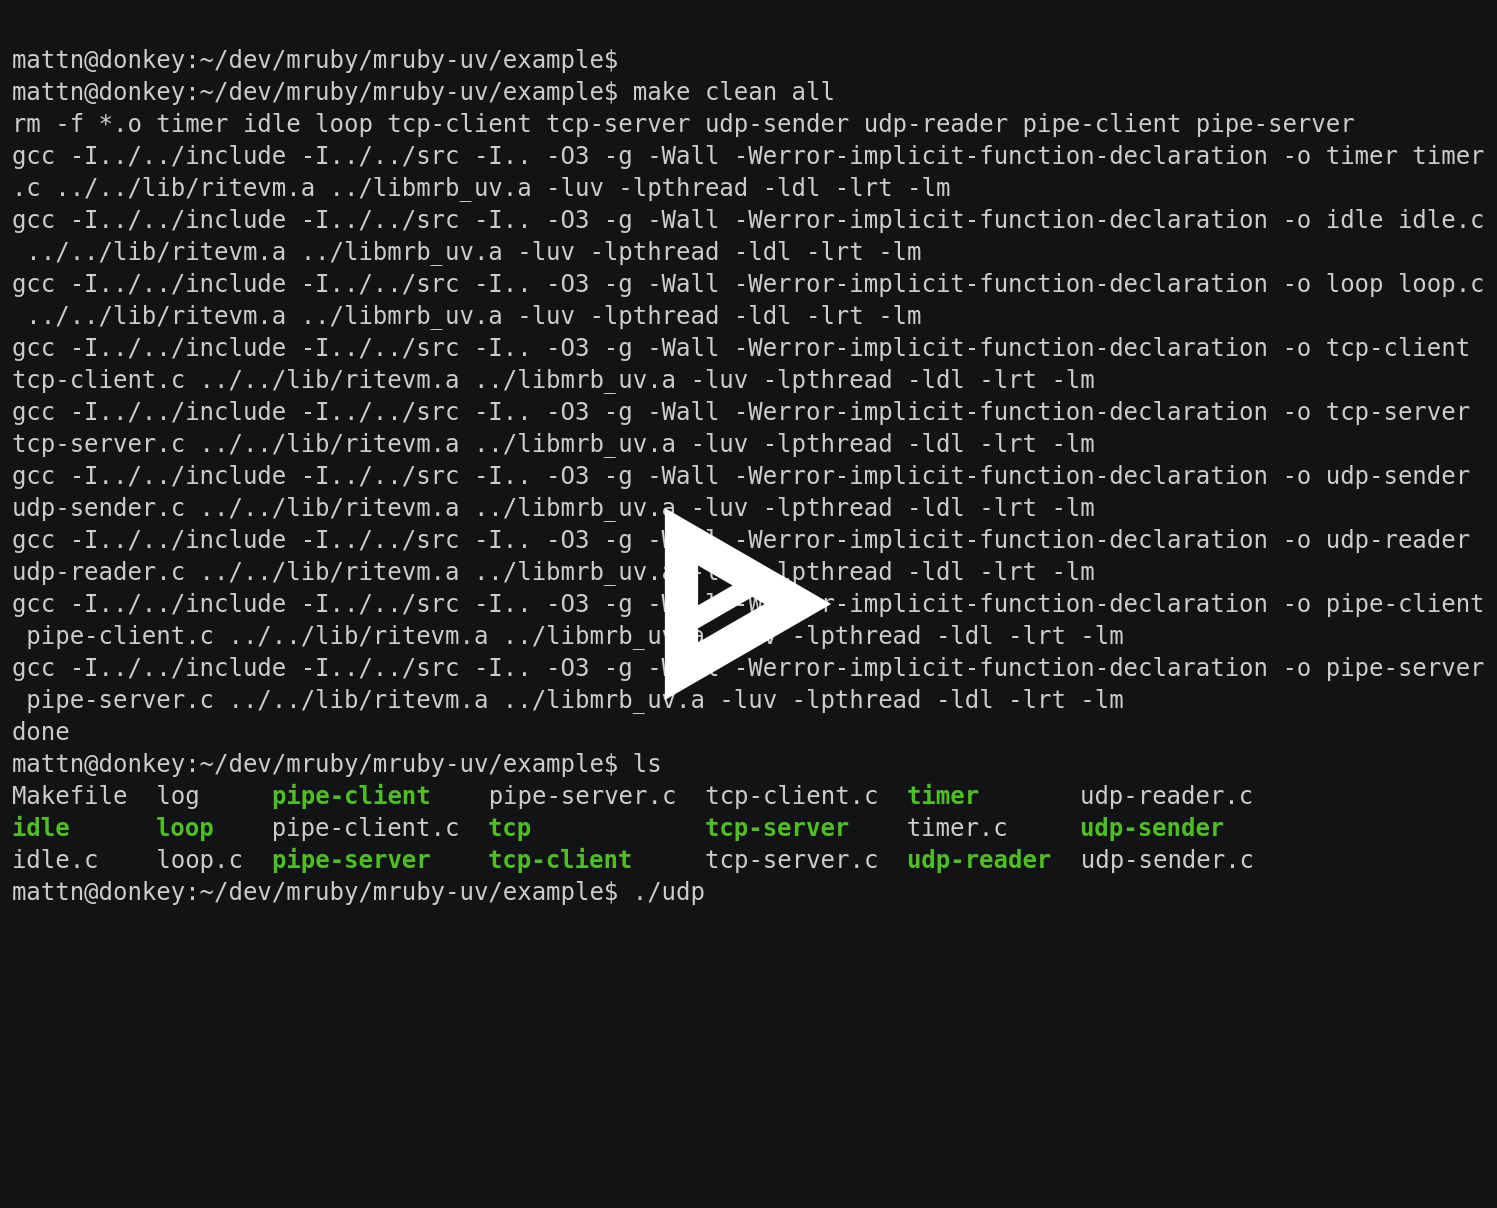 mattn@donkey:~/dev/mruby/mruby-uv/example$
mattn@donkey:~/dev/mruby/mruby-uv/example$ make clean all
rm -f *.o timer idle loop tcp-client tcp-server udp-sender udp-reader pipe-client pipe-server
gcc -I../../include -I../../src -I.. -O3 -g -Wall -Werror-implicit-function-declaration -o timer timer
.c ../../lib/ritevm.a ../libmrb_uv.a -luv -lpthread -ldl -lrt -lm
gcc -I../../include -I../../src -I.. -O3 -g -Wall -Werror-implicit-function-declaration -o idle idle.c
 ../../lib/ritevm.a ../libmrb_uv.a -luv -lpthread -ldl -lrt -lm
gcc -I../../include -I../../src -I.. -O3 -g -Wall -Werror-implicit-function-declaration -o loop loop.c
 ../../lib/ritevm.a ../libmrb_uv.a -luv -lpthread -ldl -lrt -lm
gcc -I../../include -I../../src -I.. -O3 -g -Wall -Werror-implicit-function-declaration -o tcp-client
tcp-client.c ../../lib/ritevm.a ../libmrb_uv.a -luv -lpthread -ldl -lrt -lm
gcc -I../../include -I../../src -I.. -O3 -g -Wall -Werror-implicit-function-declaration -o tcp-server
tcp-server.c ../../lib/ritevm.a ../libmrb_uv.a -luv -lpthread -ldl -lrt -lm
gcc -I../../include -I../../src -I.. -O3 -g -Wall -Werror-implicit-function-declaration -o udp-sender
udp-sender.c ../../lib/ritevm.a ../libmrb_uv.a -luv -lpthread -ldl -lrt -lm
gcc -I../../include -I../../src -I.. -O3 -g -Wall -Werror-implicit-function-declaration -o udp-reader
udp-reader.c ../../lib/ritevm.a ../libmrb_uv.a -luv -lpthread -ldl -lrt -lm
gcc -I../../include -I../../src -I.. -O3 -g -Wall -Werror-implicit-function-declaration -o pipe-client
 pipe-client.c ../../lib/ritevm.a ../libmrb_uv.a -luv -lpthread -ldl -lrt -lm
gcc -I../../include -I../../src -I.. -O3 -g -Wall -Werror-implicit-function-declaration -o pipe-server
 pipe-server.c ../../lib/ritevm.a ../libmrb_uv.a -luv -lpthread -ldl -lrt -lm
done
mattn@donkey:~/dev/mruby/mruby-uv/example$ ls
Makefile  log     pipe-client    pipe-server.c  tcp-client.c  timer       udp-reader.c
idle      loop    pipe-client.c  tcp            tcp-server    timer.c     udp-sender
idle.c    loop.c  pipe-server    tcp-client     tcp-server.c  udp-reader  udp-sender.c
mattn@donkey:~/dev/mruby/mruby-uv/example$ ./udp